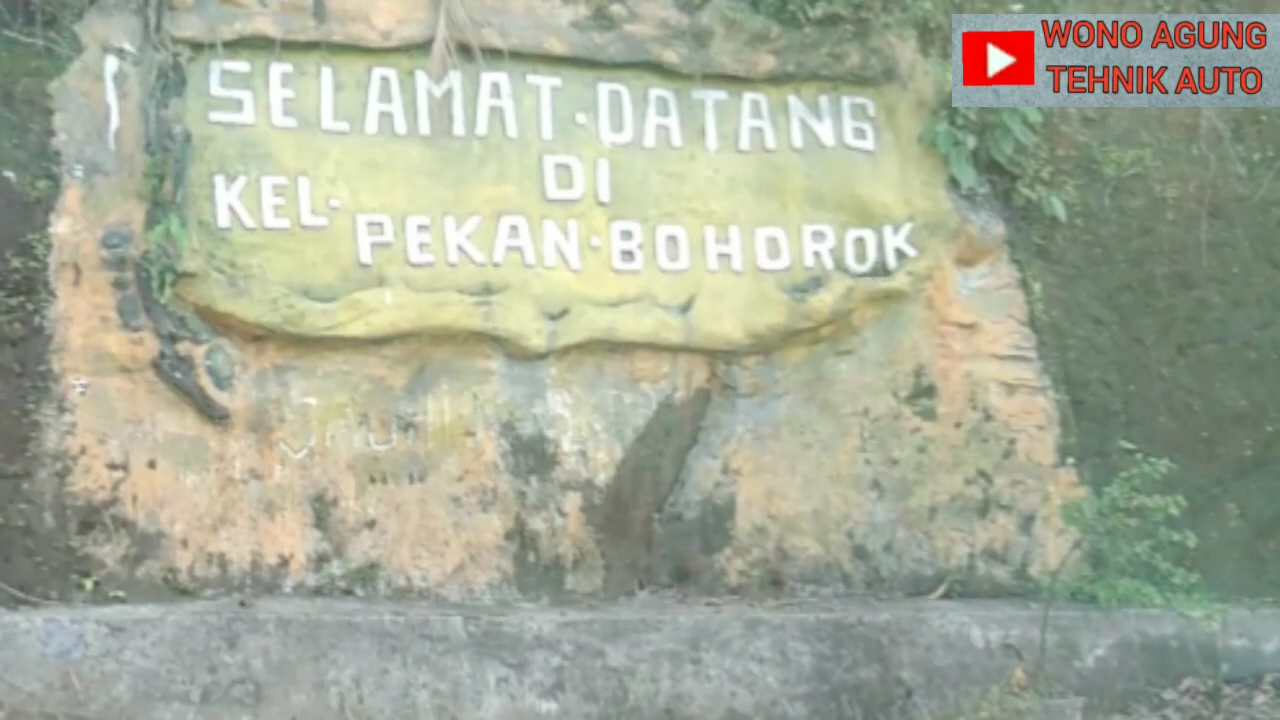 SELAMAT·DATANG
DI
KEL·
PEKAN·BOHOROK
WONO AGUNG
TEHNIK AUTO